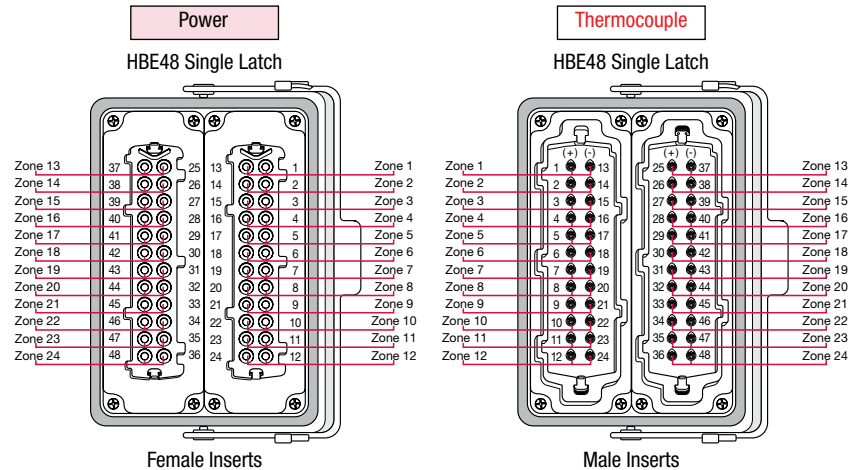 Power
Thermocouple
HBE48 Single Latch
HBE48 Single Latch
(+) (-)
(+) (-)
Zone 13 37 25 13 1 Zone 1
Zone 14 38 26 14 2 Zone 2
Zone 15 39 27 15 3 Zone 3
Zone 16 40 28 16 4 Zone 4
Zone 17 41 29 17 5 Zone 5
Zone 18 42 30 18 6 Zone 6
Zone 19 43 31 19 7 Zone 7
Zone 20 44 32 20 8 Zone 8
Zone 21 45 33 21 9 Zone 9
Zone 22 46 34 22 10 Zone 10
Zone 23 47 35 23 11 Zone 11
Zone 24 48 36 24 12 Zone 12
Zone 1 1 13 25 37 Zone 13
Zone 2 2 14 26 38 Zone 14
Zone 3 3 15 27 39 Zone 15
Zone 4 4 16 28 40 Zone 16
Zone 5 5 17 29 41 Zone 17
Zone 6 6 18 30 42 Zone 18
Zone 7 7 19 31 43 Zone 19
Zone 8 8 20 32 44 Zone 20
Zone 9 9 21 33 45 Zone 21
Zone 10 10 22 34 46 Zone 22
Zone 11 11 23 35 47 Zone 23
Zone 12 12 24 36 48 Zone 24
Female Inserts
Male Inserts